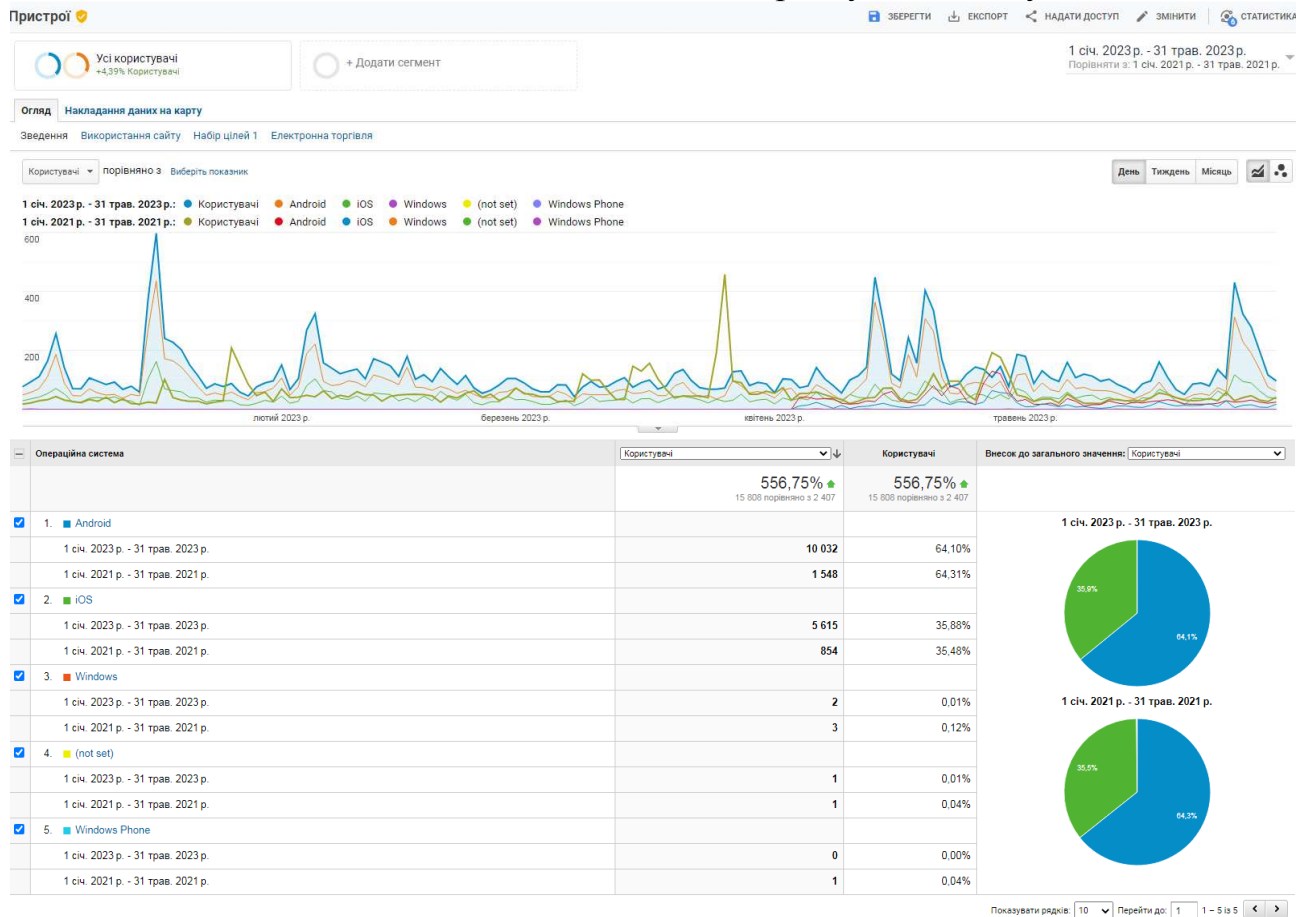 Пристрої
ЗБЕРЕГТИ ЕКСПОРТ НАДАТИ ДОСТУП ЗМІНИТИ СТАТИСТИКА
Усі користувачі
+4,39% Користувачі
+ Додати сегмент
1 січ. 2023 р. - 31 трав. 2023 р.
Порівняти з: 1 січ. 2021 р. - 31 трав. 2021 р.
Огляд Накладання даних на карту
Зведення Використання сайту Набір цілей 1 Електронна торгівля
Користувачі порівняно з Виберіть показник
День Тиждень Місяць
1 січ. 2023 р. - 31 трав. 2023 р.: Користувачі Android iOS Windows (not set) Windows Phone
1 січ. 2021 р. - 31 трав. 2021 р.: Користувачі Android iOS Windows (not set) Windows Phone
600
400
200
лютий 2023 р. березень 2023 р. квітень 2023 р. травень 2023 р.
Операційна система Користувачі Користувачі Внесок до загального значення: Користувачі
556,75% 556,75%
15 808 порівняно з 2 407 15 808 порівняно з 2 407
1. Android
1 січ. 2023 р. - 31 трав. 2023 р. 10 032 64,10%
1 січ. 2021 р. - 31 трав. 2021 р. 1 548 64,31%
2. iOS
1 січ. 2023 р. - 31 трав. 2023 р. 5 615 35,88%
1 січ. 2021 р. - 31 трав. 2021 р. 854 35,48%
3. Windows
1 січ. 2023 р. - 31 трав. 2023 р. 2 0,01%
1 січ. 2021 р. - 31 трав. 2021 р. 3 0,12%
4. (not set)
1 січ. 2023 р. - 31 трав. 2023 р. 1 0,01%
1 січ. 2021 р. - 31 трав. 2021 р. 1 0,04%
5. Windows Phone
1 січ. 2023 р. - 31 трав. 2023 р. 0 0,00%
1 січ. 2021 р. - 31 трав. 2021 р. 1 0,04%
1 січ. 2023 р. - 31 трав. 2023 р.
35,9%
64,1%
1 січ. 2021 р. - 31 трав. 2021 р.
35,5%
64,3%
Показувати рядків: 10 Перейти до: 1 1 – 5 із 5